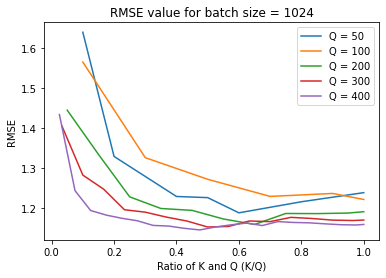 RMSE value for batch size = 1024
Q = 50
Q = 100
Q = 200
Q = 300
Q = 400
1.6
1.5
1.4
1.3
1.2
RMSE
0.0 0.2 0.4 0.6 0.8 1.0
Ratio of K and Q (K/Q)